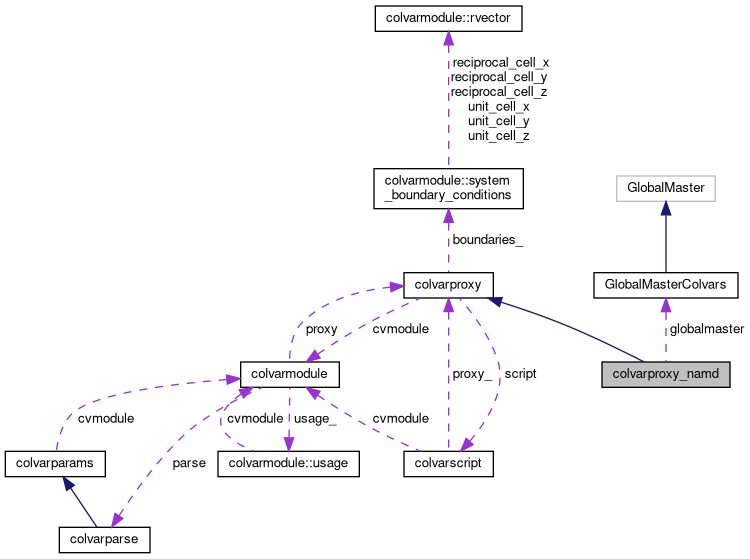 colvarmodule::rvector
reciprocal_cell_x
reciprocal_cell_y
reciprocal_cell_z
unit_cell_x
unit_cell_y
unit_cell_z
colvarmodule::system
_boundary_conditions
GlobalMaster
boundaries_
colvarproxy
GlobalMasterColvars
proxy
cvmodule
globalmaster
colvarmodule
proxy_
script
colvarproxy_namd
cvmodule
cvmodule
usage_
cvmodule
colvarparams
parse
colvarmodule::usage
colvarscript
colvarparse